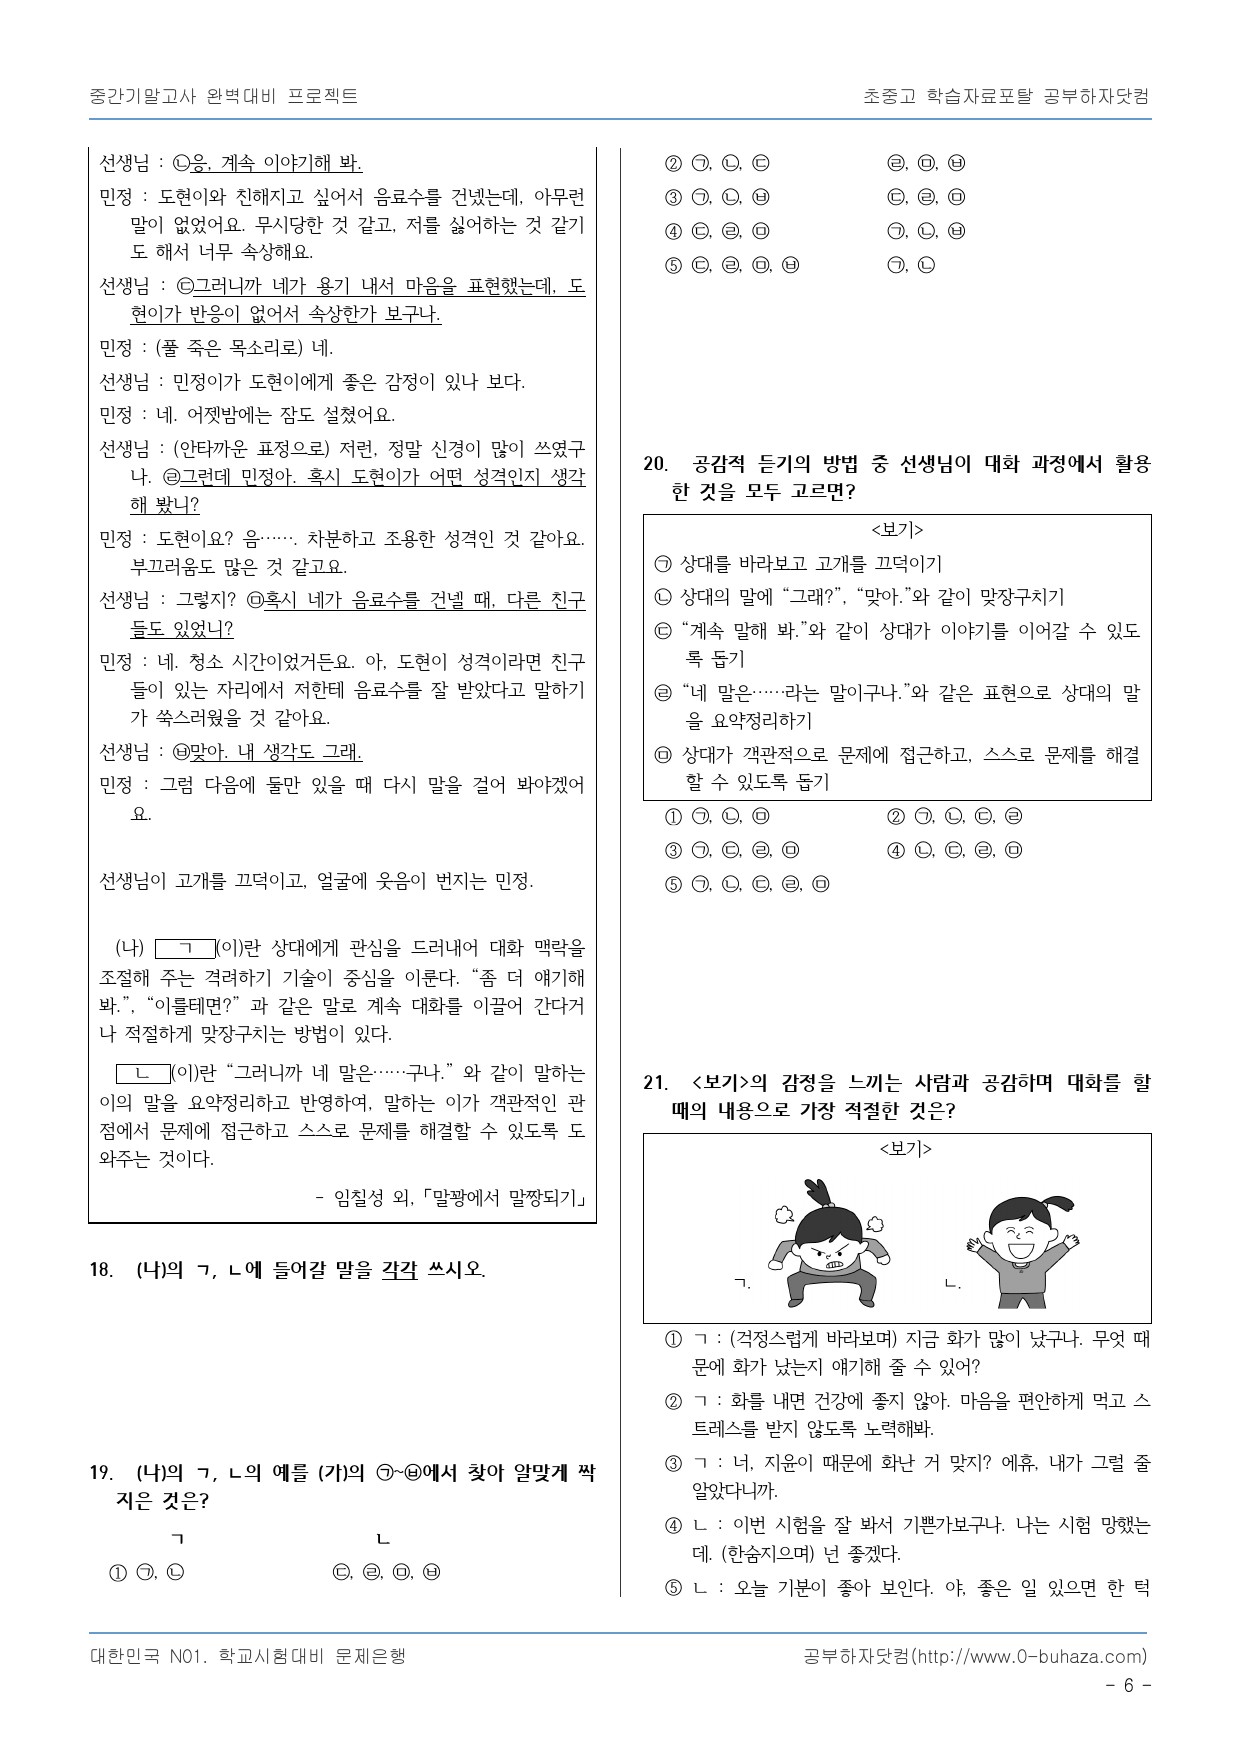 중간기말고사 완벽대비 프로젝트
초중고 학습자료포탈 공부하자닷컴
선생님 : ㉡응, 계속 이야기해 봐.
민정 : 도현이와 친해지고 싶어서 음료수를 건넸는데, 아무런
말이 없었어요. 무시당한 것 같고, 저를 싫어하는 것 같기
도 해서 너무 속상해요.
선생님 : ㉢그러니까 네가 용기 내서 마음을 표현했는데, 도
현이가 반응이 없어서 속상한가 보구나.
민정 : (풀 죽은 목소리로) 네.
선생님 : 민정이가 도현이에게 좋은 감정이 있나 보다.
민정 : 네. 어젯밤에는 잠도 설쳤어요.
선생님 : (안타까운 표정으로) 저런, 정말 신경이 많이 쓰였구
나. ㉣그런데 민정아. 혹시 도현이가 어떤 성격인지 생각
해 봤니?
민정 : 도현이요? 음……. 차분하고 조용한 성격인 것 같아요.
부끄러움도 많은 것 같고요.
선생님 : 그렇지? ㉤혹시 네가 음료수를 건넬 때, 다른 친구
들도 있었니?
민정 : 네. 청소 시간이었거든요. 아, 도현이 성격이라면 친구
들이 있는 자리에서 저한테 음료수를 잘 받았다고 말하기
가 쑥스러웠을 것 같아요.
선생님 : ㉥맞아. 내 생각도 그래.
민정 : 그럼 다음에 둘만 있을 때 다시 말을 걸어 봐야겠어
요.
선생님이 고개를 끄덕이고, 얼굴에 웃음이 번지는 민정.
(나) ㄱ (이)란 상대에게 관심을 드러내어 대화 맥락을
조절해 주는 격려하기 기술이 중심을 이룬다. “좀 더 얘기해
봐.”, “이를테면?” 과 같은 말로 계속 대화를 이끌어 간다거
나 적절하게 맞장구치는 방법이 있다.
ㄴ (이)란 “그러니까 네 말은……구나.” 와 같이 말하는
이의 말을 요약정리하고 반영하여, 말하는 이가 객관적인 관
점에서 문제에 접근하고 스스로 문제를 해결할 수 있도록 도
와주는 것이다.
- 임칠성 외, 「말꽝에서 말짱되기」
18. (나)의 ㄱ, ㄴ에 들어갈 말을 각각 쓰시오.
19. (나)의 ㄱ, ㄴ의 예를 (가)의 ㉠~㉥에서 찾아 알맞게 짝
지은 것은?
ㄱ ㄴ
① ㉠, ㉡ ㉢, ㉣, ㉤, ㉥
② ㉠, ㉡, ㉢ ㉣, ㉤, ㉥
③ ㉠, ㉡, ㉥ ㉢, ㉣, ㉤
④ ㉢, ㉣, ㉤ ㉠, ㉡, ㉥
⑤ ㉢, ㉣, ㉤, ㉥ ㉠, ㉡
20. 공감적 듣기의 방법 중 선생님이 대화 과정에서 활용
한 것을 모두 고르면?
<보기>
㉠ 상대를 바라보고 고개를 끄덕이기
㉡ 상대의 말에 “그래?”, “맞아.”와 같이 맞장구치기
㉢ “계속 말해 봐.”와 같이 상대가 이야기를 이어갈 수 있도
록 돕기
㉣ “네 말은……라는 말이구나.”와 같은 표현으로 상대의 말
을 요약정리하기
㉤ 상대가 객관적으로 문제에 접근하고, 스스로 문제를 해결
할 수 있도록 돕기
① ㉠, ㉡, ㉤ ② ㉠, ㉡, ㉢, ㉣
③ ㉠, ㉢, ㉣, ㉤ ④ ㉡, ㉢, ㉣, ㉤
⑤ ㉠, ㉡, ㉢, ㉣, ㉤
21. <보기>의 감정을 느끼는 사람과 공감하며 대화를 할
때의 내용으로 가장 적절한 것은?
<보기>
ㄱ. ㄴ.
① ㄱ : (걱정스럽게 바라보며) 지금 화가 많이 났구나. 무엇 때
문에 화가 났는지 얘기해 줄 수 있어?
② ㄱ : 화를 내면 건강에 좋지 않아. 마음을 편안하게 먹고 스
트레스를 받지 않도록 노력해봐.
③ ㄱ : 너, 지윤이 때문에 화난 거 맞지? 에휴, 내가 그럴 줄
알았다니까.
④ ㄴ : 이번 시험을 잘 봐서 기쁜가보구나. 나는 시험 망했는
데. (한숨지으며) 넌 좋겠다.
⑤ ㄴ : 오늘 기분이 좋아 보인다. 야, 좋은 일 있으면 한 턱
대한민국 N01. 학교시험대비 문제은행
공부하자닷컴(http://www.0-buhaza.com)
- 6 -